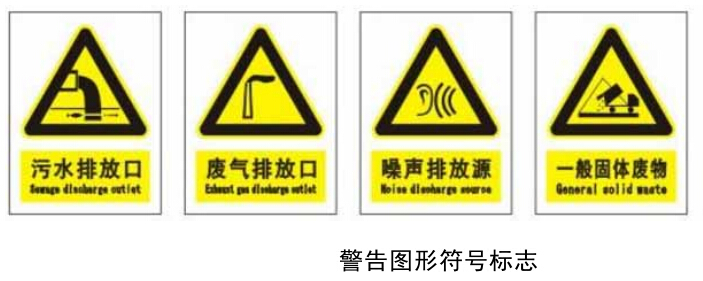 污水排放口
Sewage discharge outlet
废气排放口
Exhaust gas discharge outlet
噪声排放源
Noise discharge source
一般固体废物
General solid waste
警告图形符号标志